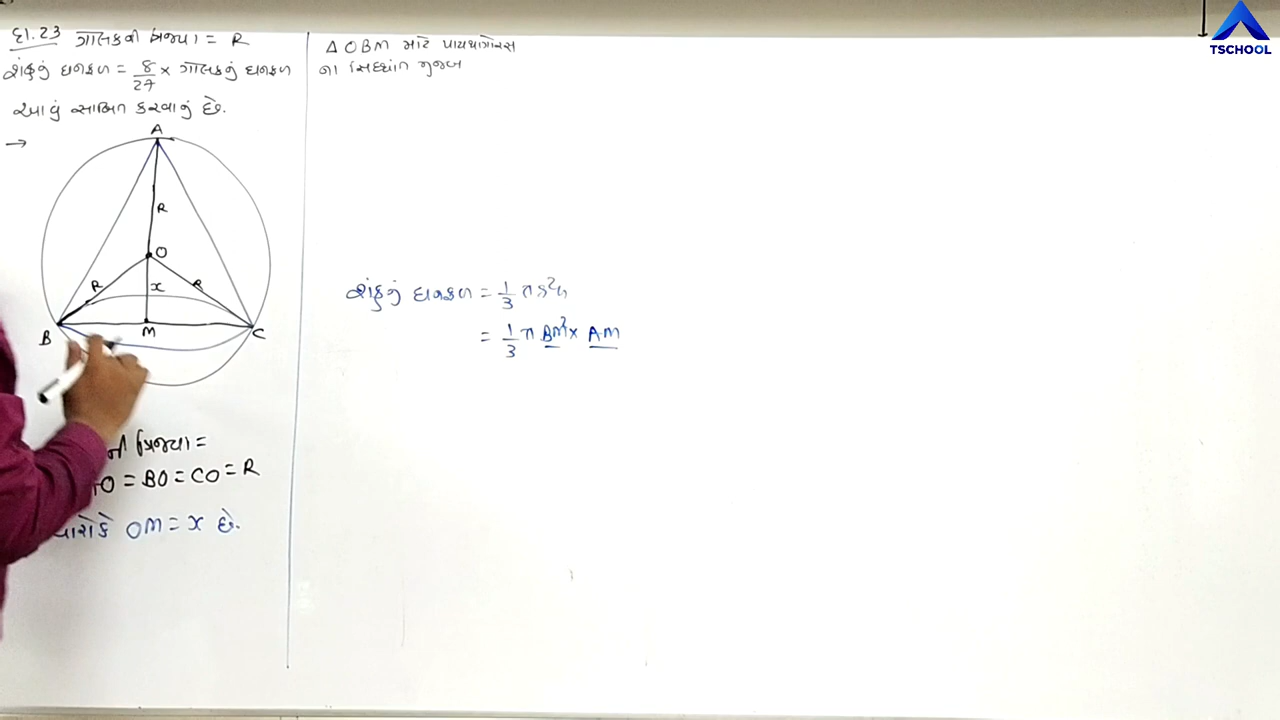 દા.23 ગોલકની ત્રિજ્યા = R
શંકુનું ઘનફળ = 8/27 × ગોલકનું ઘનફળ
આવું સાબિત કરવાનું છે.
→
A
R
O
R
R
x
B
M
C
ની ત્રિજ્યા =
O = BO = CO = R
ધારોકે OM = x છે.
Δ OBM માટે પાયથાગોરસ
ના સિધ્ધાંત મુજબ
શંકુનું ઘનફળ = 1/3 π r²h
= 1/3 π BM² × AM
TSCHOOL